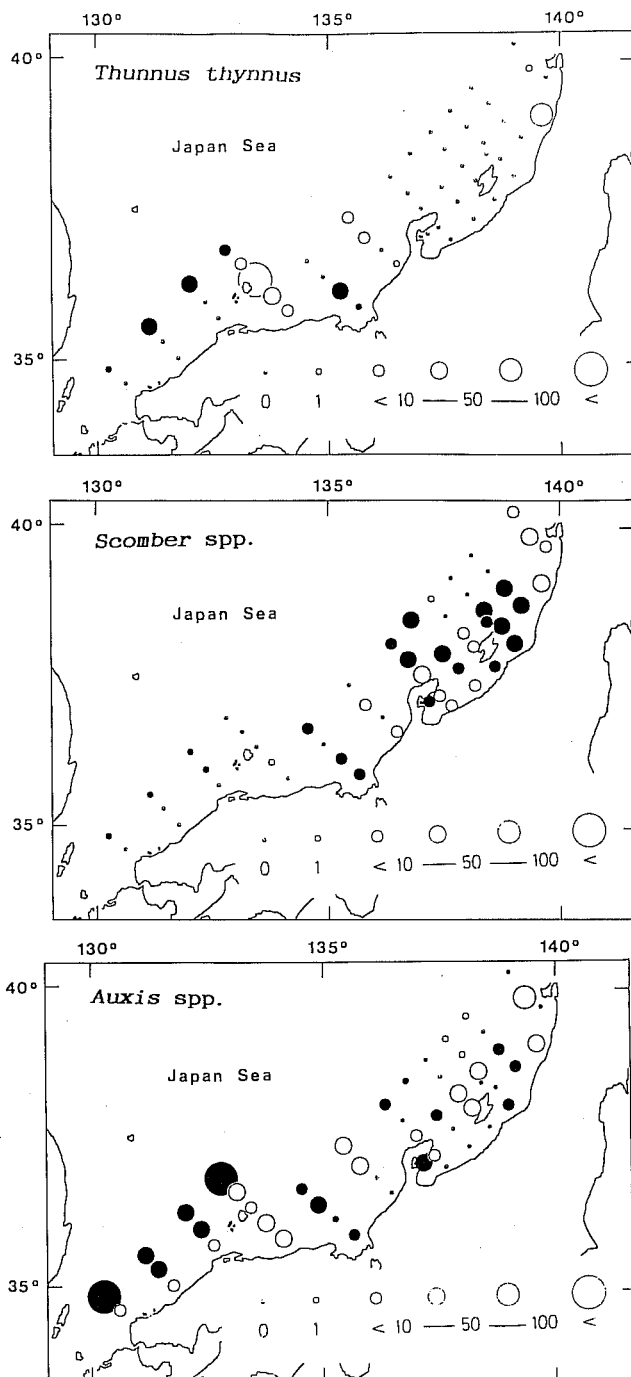 130° 135° 140°
40°
Thunnus thynnus
Japan Sea
35°
0 1 < 10 — 50 — 100 <
130° 135° 140°
40°
Scomber spp.
Japan Sea
35°
0 1 < 10 — 50 — 100 <
130° 135° 140°
40°
Auxis spp.
Japan Sea
35°
0 1 < 10 — 50 — 100 <